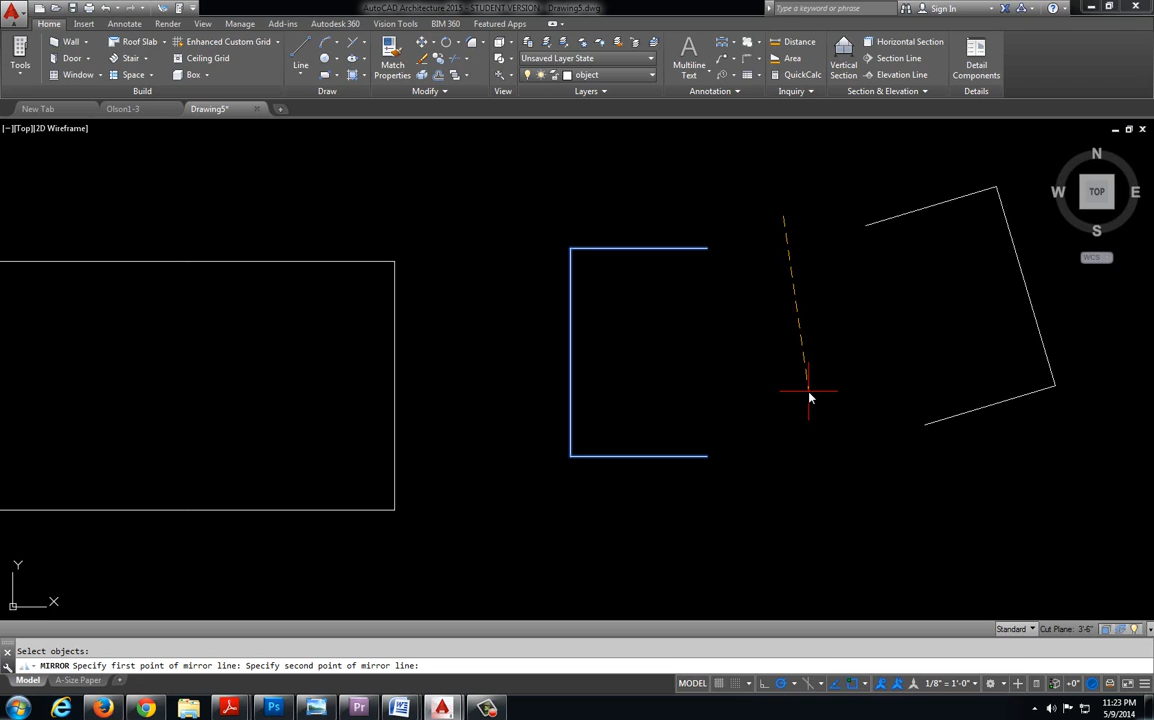 AutoCAD Architecture 2015 - STUDENT VERSION Drawing5.dwg
Type a keyword or phrase
Sign In
Home Insert Annotate Render View Manage Add-ins Autodesk 360 Vision Tools BIM 360 Featured Apps
Wall Roof Slab Enhanced Custom Grid
Door Stair Ceiling Grid
Window Space Box
Tools
Line
Match Properties
Unsaved Layer State
object
Multiline Text
Distance
Area
QuickCalc
Vertical Section
Horizontal Section
Section Line
Elevation Line
Detail Components
Build Draw Modify View Layers Annotation Inquiry Section & Elevation Details
New Tab Olson1-3 Drawing5*
[−][Top][2D Wireframe]
N
W TOP E
S
WCS
Y
X
Standard Cut Plane: 3'-6"
Select objects:
MIRROR Specify first point of mirror line: Specify second point of mirror line:
Model A-Size Paper
MODEL 1/8" = 1'-0" +0"
11:23 PM
5/9/2014